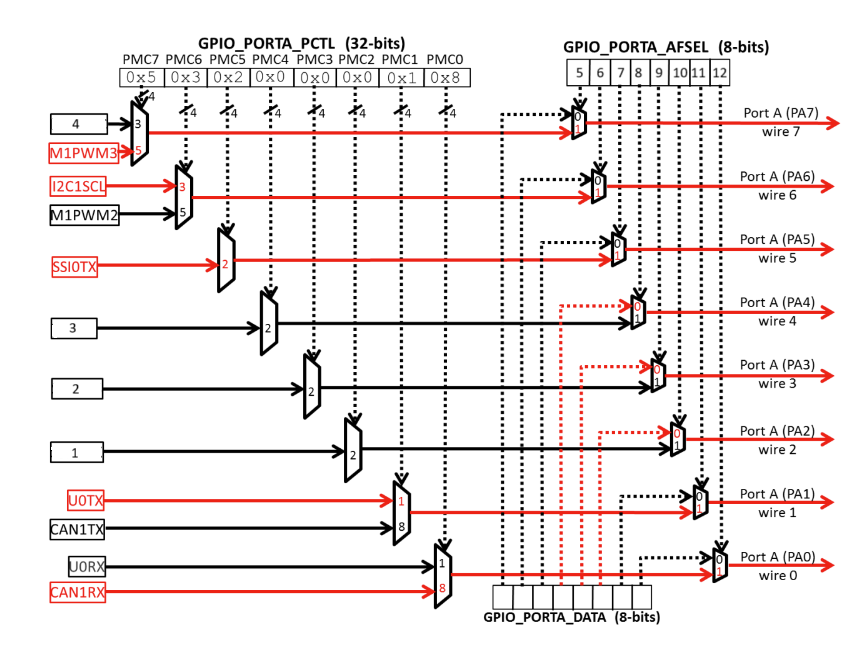 GPIO_PORTA_PCTL (32-bits)
GPIO_PORTA_AFSEL (8-bits)
PMC7 PMC6 PMC5 PMC4 PMC3 PMC2 PMC1 PMC0
0x5 0x3 0x2 0x0 0x0 0x0 0x1 0x8
5 6 7 8 9 10 11 12
4 4 4 4 4 4 4 4
4
3
M1PWM3
5
0
1
Port A (PA7)
wire 7
I2C1SCL
3
M1PWM2
5
0
1
Port A (PA6)
wire 6
SSI0TX
2
0
1
Port A (PA5)
wire 5
3
2
0
1
Port A (PA4)
wire 4
2
2
0
1
Port A (PA3)
wire 3
1
2
0
1
Port A (PA2)
wire 2
U0TX
1
CAN1TX
8
0
1
Port A (PA1)
wire 1
U0RX
1
CAN1RX
8
0
1
Port A (PA0)
wire 0
GPIO_PORTA_DATA (8-bits)